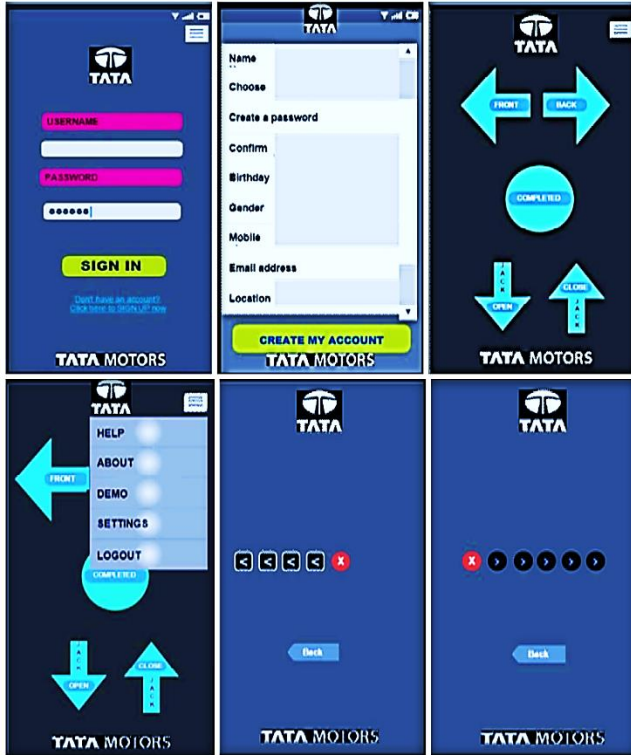 TATA
USERNAME
PASSWORD
SIGN IN
Don't have an account?
Click here to SIGN UP now
TATA MOTORS
TATA
Name
Choose
Create a password
Confirm
Birthday
Gender
Mobile
Email address
Location
CREATE MY ACCOUNT
TATA MOTORS
TATA
FRONT
BACK
COMPLETED
JACK
OPEN
CLOSE
JACK
TATA MOTORS
TATA
HELP
ABOUT
DEMO
SETTINGS
LOGOUT
FRONT
COMPLETED
JACK
OPEN
CLOSE
JACK
TATA MOTORS
TATA
< < < < X
Back
TATA MOTORS
TATA
X > > > > >
Back
TATA MOTORS